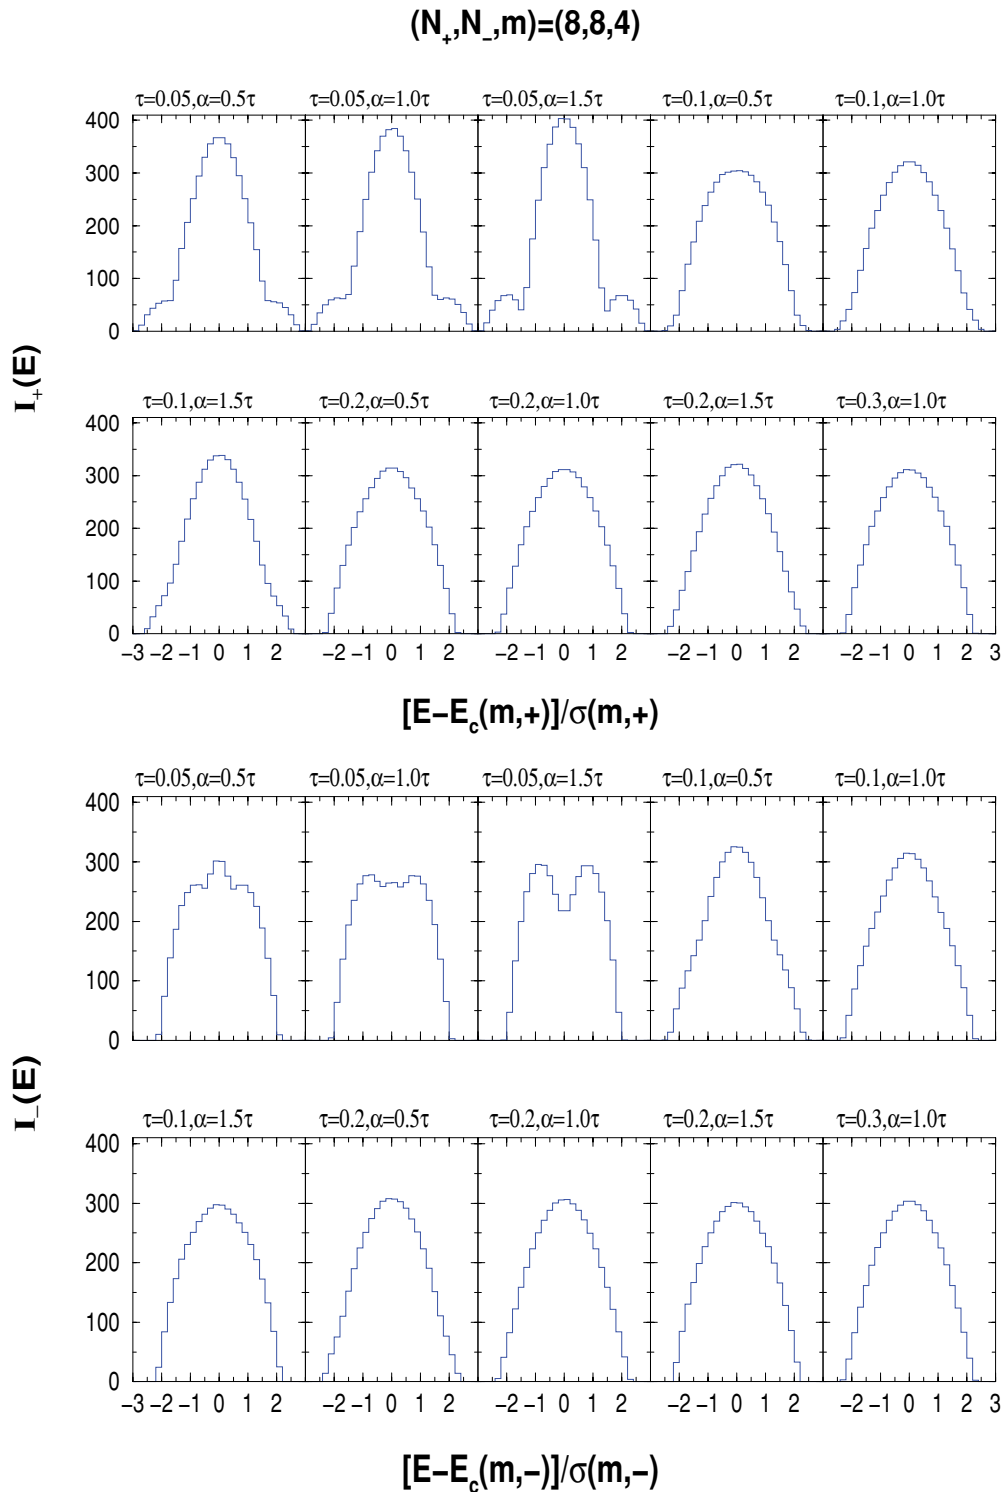 (N₊,N₋,m)=(8,8,4)
τ=0.05,α=0.5τ τ=0.05,α=1.0τ τ=0.05,α=1.5τ τ=0.1,α=0.5τ τ=0.1,α=1.0τ
400
300
200
100
0
I₊(E)
τ=0.1,α=1.5τ τ=0.2,α=0.5τ τ=0.2,α=1.0τ τ=0.2,α=1.5τ τ=0.3,α=1.0τ
400
300
200
100
0
−3 −2 −1 0 1 2 −2 −1 0 1 2 −2 −1 0 1 2 −2 −1 0 1 2 −2 −1 0 1 2 3
[E−E_c(m,+)]/σ(m,+)
τ=0.05,α=0.5τ τ=0.05,α=1.0τ τ=0.05,α=1.5τ τ=0.1,α=0.5τ τ=0.1,α=1.0τ
400
300
200
100
0
I₋(E)
τ=0.1,α=1.5τ τ=0.2,α=0.5τ τ=0.2,α=1.0τ τ=0.2,α=1.5τ τ=0.3,α=1.0τ
400
300
200
100
0
−3 −2 −1 0 1 2 −2 −1 0 1 2 −2 −1 0 1 2 −2 −1 0 1 2 −2 −1 0 1 2 3
[E−E_c(m,−)]/σ(m,−)